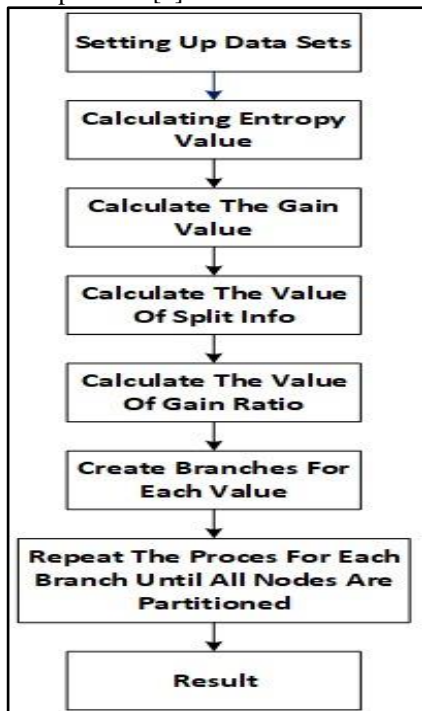 Setting Up Data Sets
Calculating Entropy
Value
Calculate The Gain
Value
Calculate The Value
Of Split Info
Calculate The Value
Of Gain Ratio
Create Branches For
Each Value
Repeat The Proces For Each
Branch Until All Nodes Are
Partitioned
Result